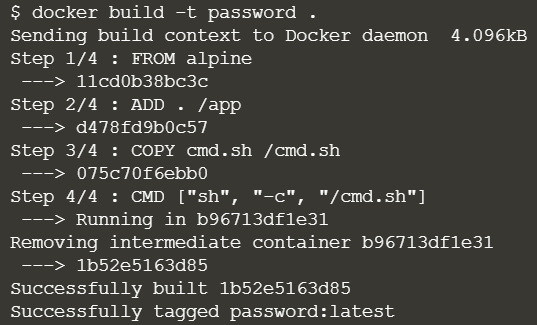 $ docker build -t password .
Sending build context to Docker daemon  4.096kB
Step 1/4 : FROM alpine
 ---> 11cd0b38bc3c
Step 2/4 : ADD . /app
 ---> d478fd9b0c57
Step 3/4 : COPY cmd.sh /cmd.sh
 ---> 075c70f6ebb0
Step 4/4 : CMD ["sh", "-c", "/cmd.sh"]
 ---> Running in b96713df1e31
Removing intermediate container b96713df1e31
 ---> 1b52e5163d85
Successfully built 1b52e5163d85
Successfully tagged password:latest